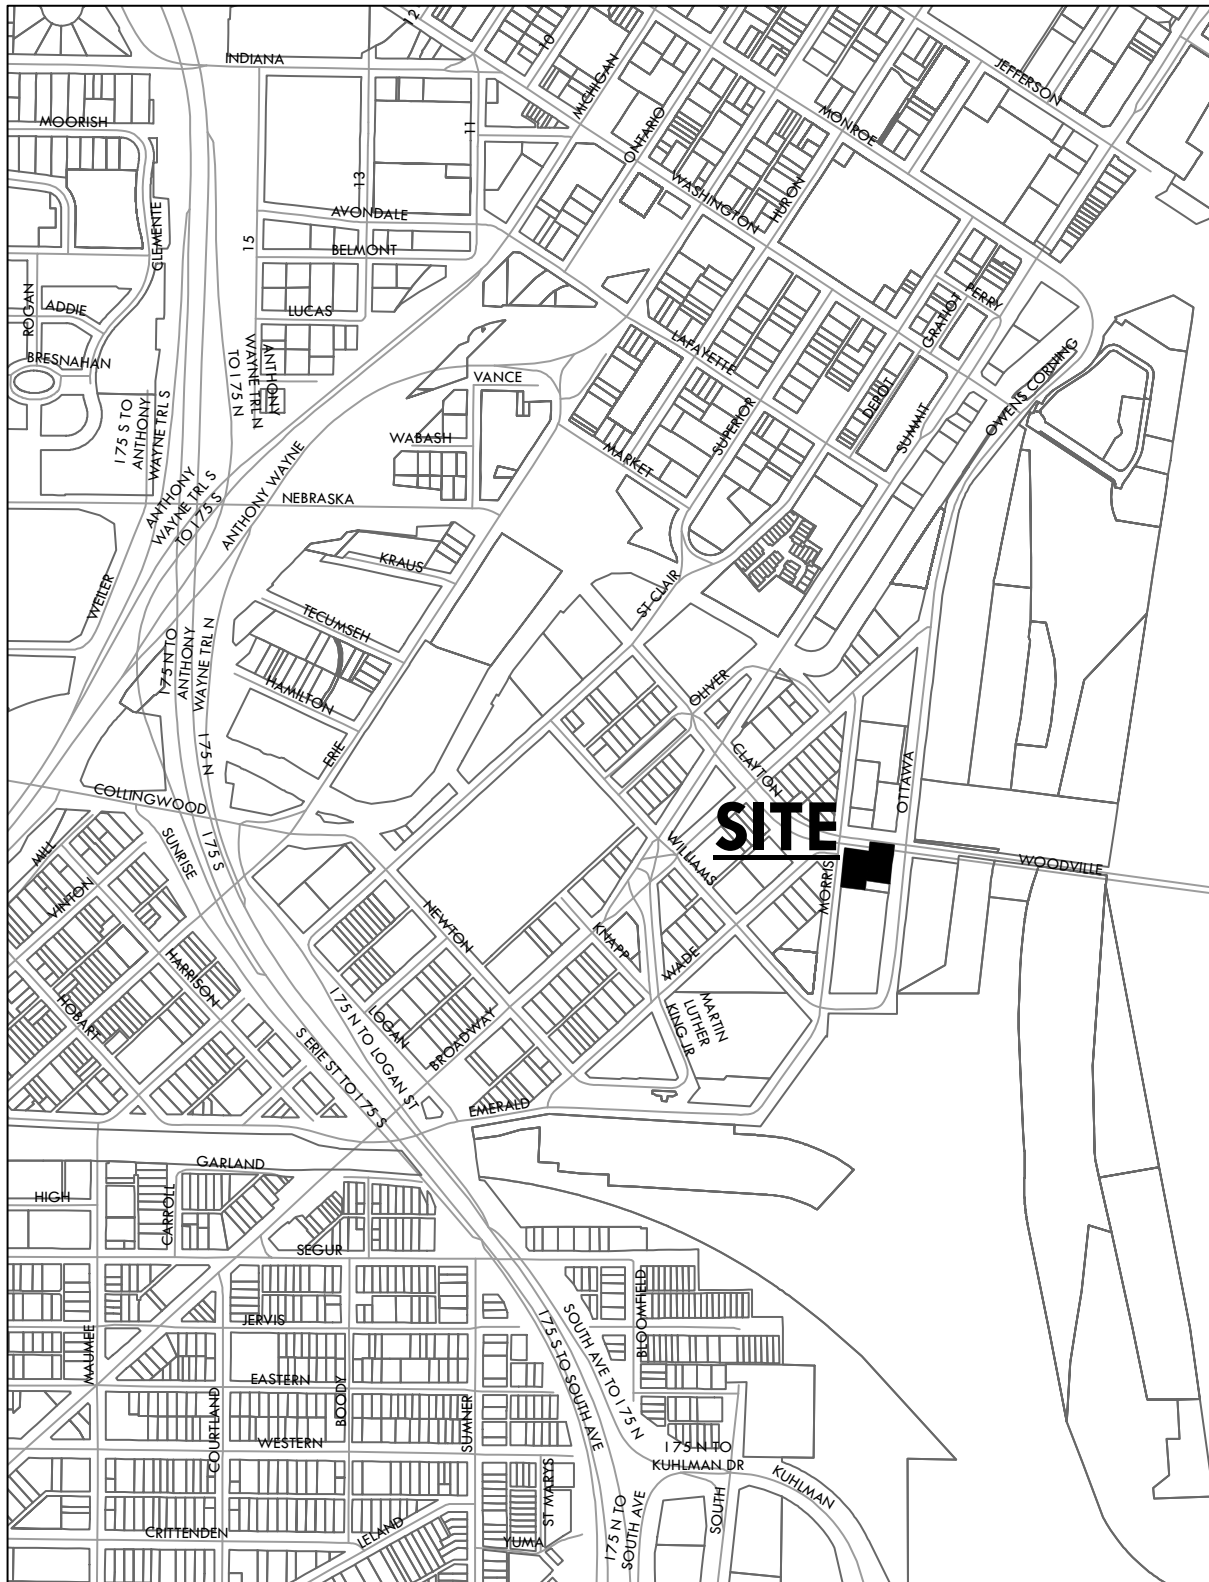 12
10
INDIANA
MICHIGAN
JEFFERSON
MOORISH
11
ONTARIO
MONROE
13
WASHINGTON
HURON
AVONDALE
CLEMENTE
15
BELMONT
ROGAN
ADDIE
LUCAS
PERRY
GRATIOT
BRESNAHAN
LAFAYETTE
ANTHONY
WAYNE TRL N
TO I 75 N
VANCE
OWENS CORNING
DEPOT
SUMMIT
SUPERIOR
I 75 S TO
ANTHONY
WAYNE TRL S
WABASH
MARKET
ANTHONY
WAYNE TRL S
TO I 75 S
ANTHONY WAYNE
NEBRASKA
KRAUS
WEILER
ST CLAIR
TECUMSEH
I 75 N TO
ANTHONY
WAYNE TRL N
HAMILTON
OLIVER
ERIE
I 75 N
CLAYTON
OTTAWA
COLLINGWOOD
SITE
MILL
SUNRISE
I 75 S
WILLIAMS
MORRIS
WOODVILLE
VINTON
NEWTON
KNAPP
WADE
HARRISON
HOBART
I 75 N TO LOGAN ST
LOGAN
BROADWAY
MARTIN
LUTHER
KING JR
S ERIE ST TO I 75 S
EMERALD
GARLAND
HIGH
CARROLL
SEGUR
BLOOMFIELD
JERVIS
MAUMEE
SOUTH AVE TO I 75 N
I 75 S TO SOUTH AVE
EASTERN
BOODY
COURTLAND
SUMNER
WESTERN
I 75 N TO
KUHLMAN DR
KUHLMAN
ST MARYS
SOUTH
I 75 N TO
SOUTH AVE
CRITTENDEN
LELAND
YUMA